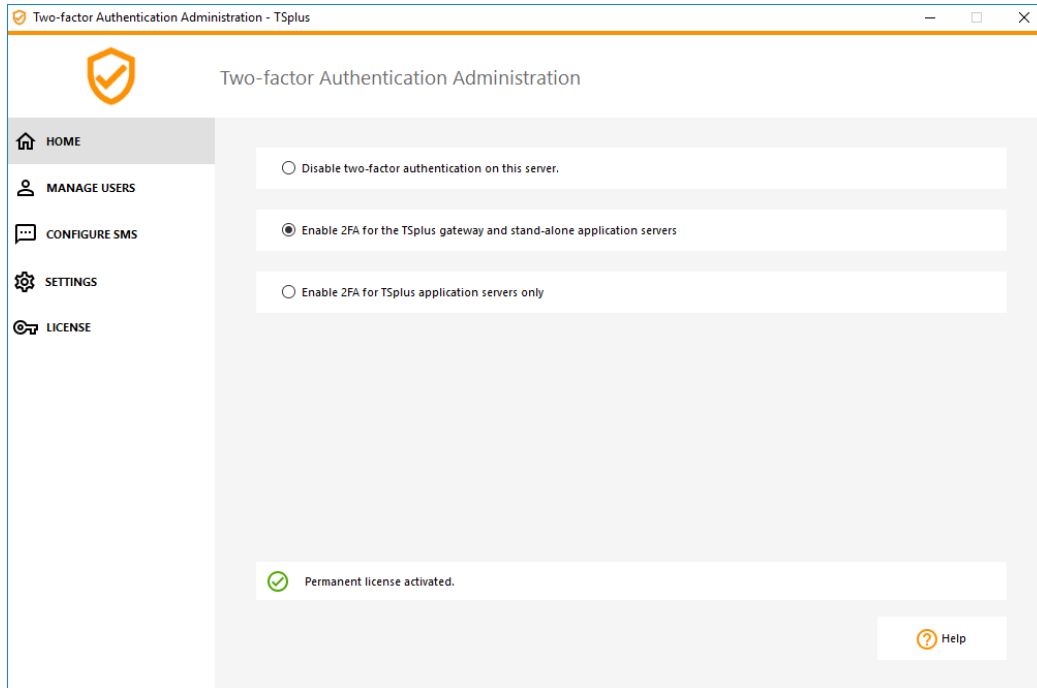 Two-factor Authentication Administration - TSplus
Two-factor Authentication Administration
HOME
MANAGE USERS
CONFIGURE SMS
SETTINGS
LICENSE
Disable two-factor authentication on this server.
Enable 2FA for the TSplus gateway and stand-alone application servers
Enable 2FA for TSplus application servers only
Permanent license activated.
Help